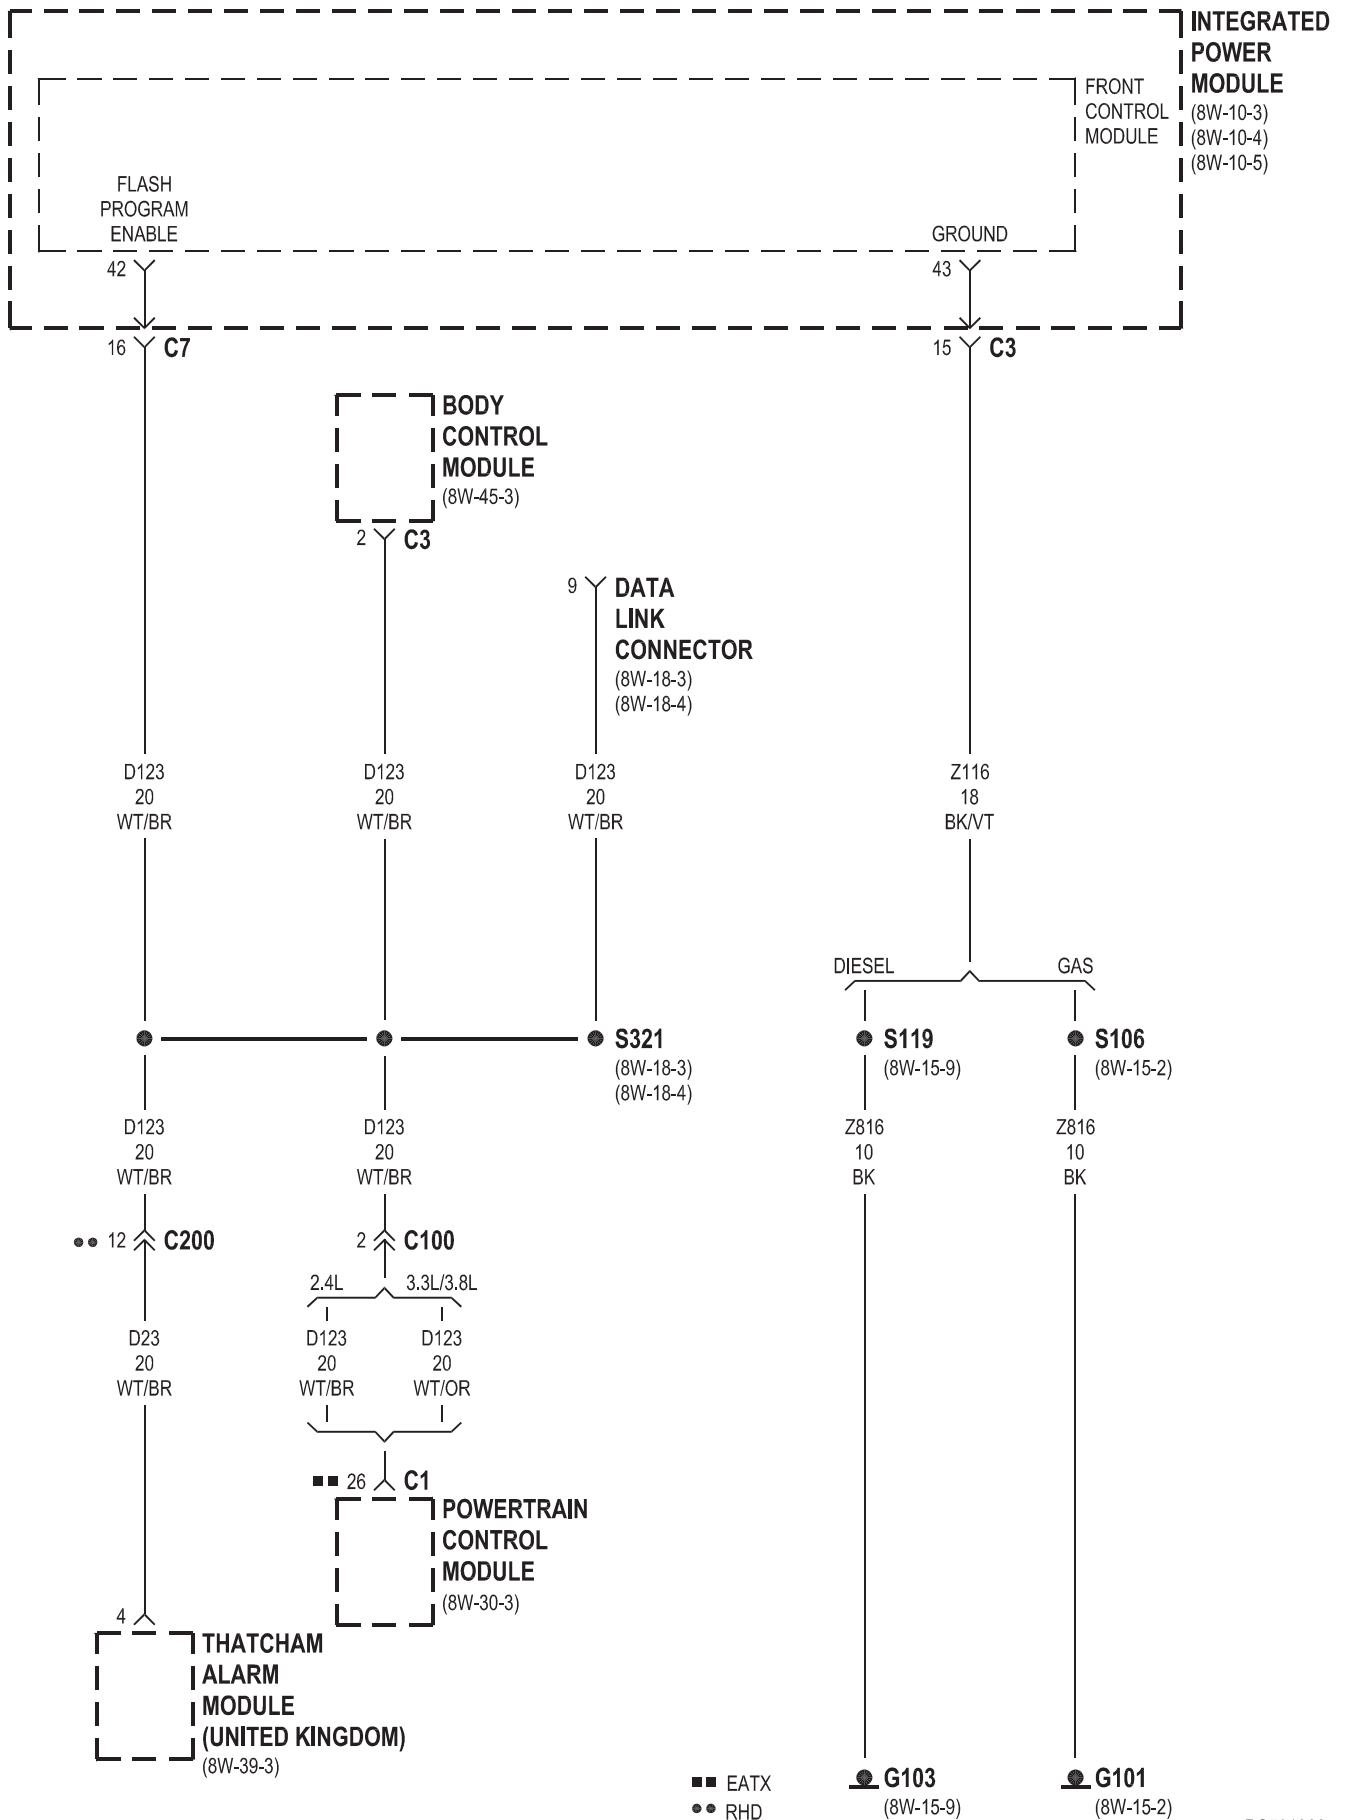 INTEGRATED
POWER
MODULE
(8W-10-3)
(8W-10-4)
(8W-10-5)
FRONT
CONTROL
MODULE
FLASH
PROGRAM
ENABLE
GROUND
42
43
16 C7
15 C3
BODY
CONTROL
MODULE
(8W-45-3)
2 C3
9 DATA
LINK
CONNECTOR
(8W-18-3)
(8W-18-4)
D123
20
WT/BR
D123
20
WT/BR
D123
20
WT/BR
Z116
18
BK/VT
DIESEL
GAS
S321
(8W-18-3)
(8W-18-4)
S119
(8W-15-9)
S106
(8W-15-2)
D123
20
WT/BR
D123
20
WT/BR
Z816
10
BK
Z816
10
BK
12 C200
2 C100
2.4L
3.3L/3.8L
D23
20
WT/BR
D123
20
WT/BR
D123
20
WT/OR
26 C1
POWERTRAIN
CONTROL
MODULE
(8W-30-3)
4
THATCHAM
ALARM
MODULE
(UNITED KINGDOM)
(8W-39-3)
EATX
RHD
G103
(8W-15-9)
G101
(8W-15-2)